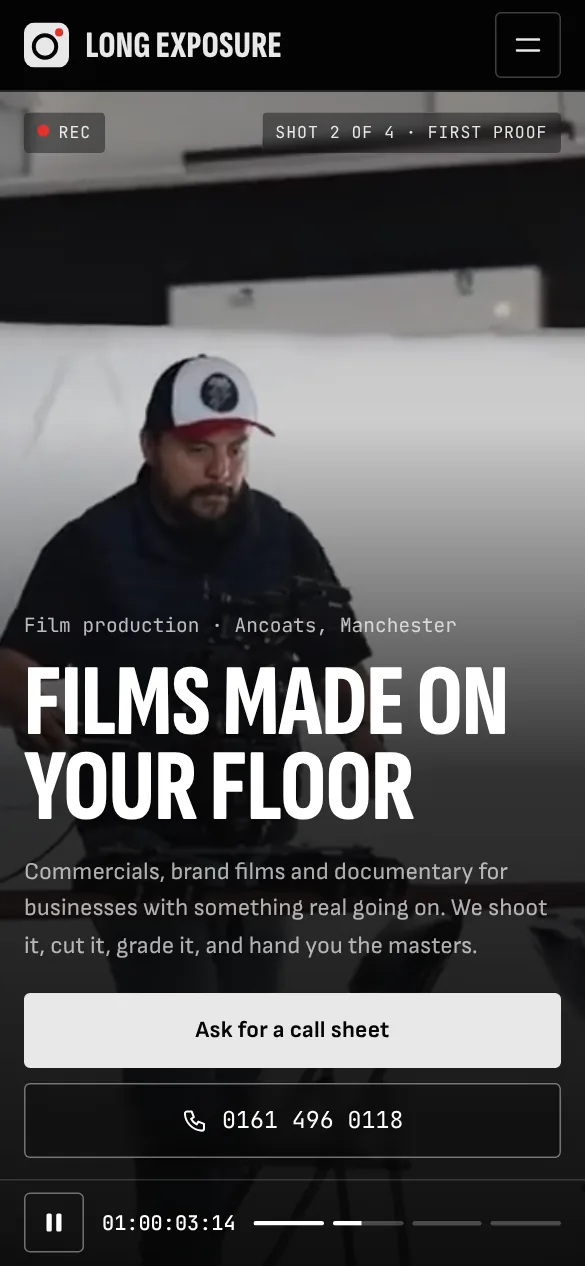 LONG EXPOSURE
REC
SHOT 2 OF 4 · FIRST PROOF
Film production · Ancoats, Manchester
FILMS MADE ON
YOUR FLOOR
Commercials, brand films and documentary for
businesses with something real going on. We shoot
it, cut it, grade it, and hand you the masters.
Ask for a call sheet
0161 496 0118
01:00:03:14